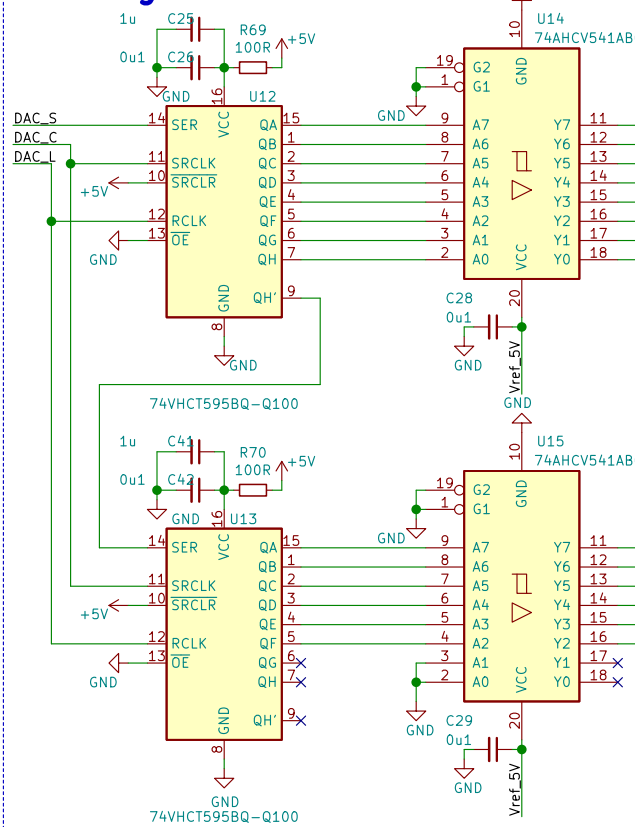 1u C25 U14
R69 10 74AHCV541AB
100R +5V
0u1 C26 19 G2 GND
1 G1
GND 16 U12 GND
DAC_S 14 SER VCC QA 15 9 A7 Y7 11
DAC_C QB 1 8 A6 Y6 12
DAC_L 11 SRCLK QC 2 7 A5 Y5 13
+5V 10 SRCLR QD 3 6 A4 Y4 14
QE 4 5 A3 Y3 15
12 RCLK QF 5 4 A2 Y2 16
13 OE QG 6 3 A1 Y1 17
GND QH 7 2 A0 VCC Y0 18
GND QH' 9 C28 20
8 0u1
GND GND Vref_5V
74VHCT595BQ-Q100 GND
1u C41 U15
R70 10 74AHCV541AB
100R +5V
0u1 C42 19 G2 GND
1 G1
GND 16 U13 GND
14 SER VCC QA 15 9 A7 Y7 11
QB 1 8 A6 Y6 12
11 SRCLK QC 2 7 A5 Y5 13
+5V 10 SRCLR QD 3 6 A4 Y4 14
QE 4 5 A3 Y3 15
12 RCLK QF 5 4 A2 Y2 16
13 OE QG 6 3 A1 Y1 17
GND QH 7 2 A0 VCC Y0 18
GND QH' 9 GND C29 20
8 0u1
GND GND Vref_5V
74VHCT595BQ-Q100